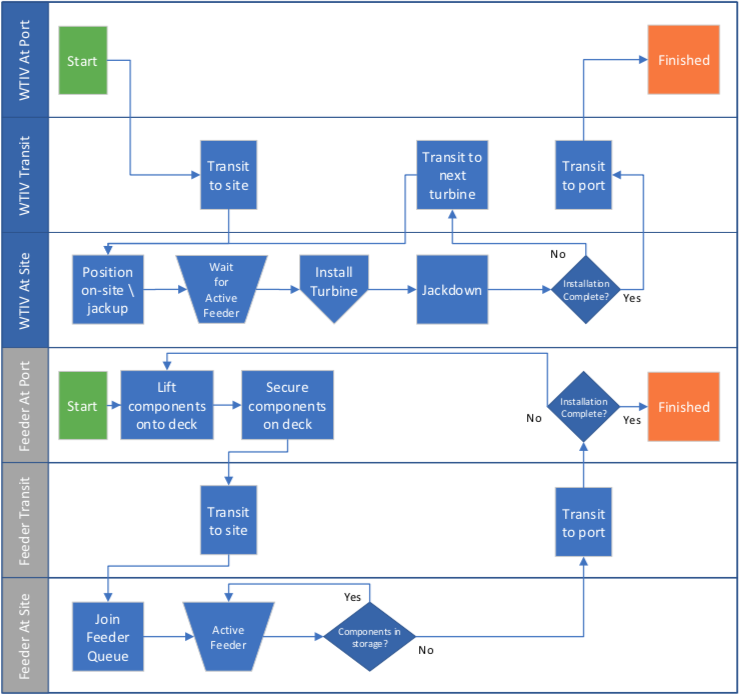 WTIV At Port
Start
Finished
WTIV Transit
Transit
to site
Transit to
next
turbine
Transit
to port
WTIV At Site
Position
on-site \
jackup
Wait
for
Active
Feeder
Install
Turbine
Jackdown
No
Installation
Complete?
Yes
Feeder At Port
Start
Lift
components
onto deck
Secure
components
on deck
No
Installation
Complete?
Yes
Finished
Feeder Transit
Transit
to site
Transit
to port
Feeder At Site
Join
Feeder
Queue
Active
Feeder
Yes
Components in
storage?
No